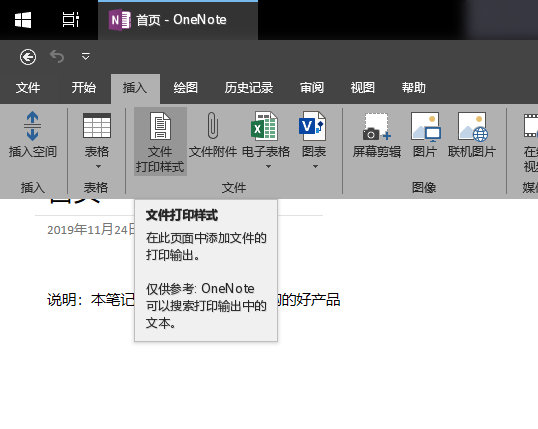 首页 - OneNote
文件 开始 插入 绘图 历史记录 审阅 视图 帮助
插入空间 表格 文件 打印样式 文件附件 电子表格 图表 屏幕剪辑 图片 联机图片
插入 表格 文件 图像
首页
2019年11月24日
文件打印样式
在此页面中添加文件的
打印输出。
仅供参考: OneNote
可以搜索打印输出中的
文本。
说明：本笔记 的好产品